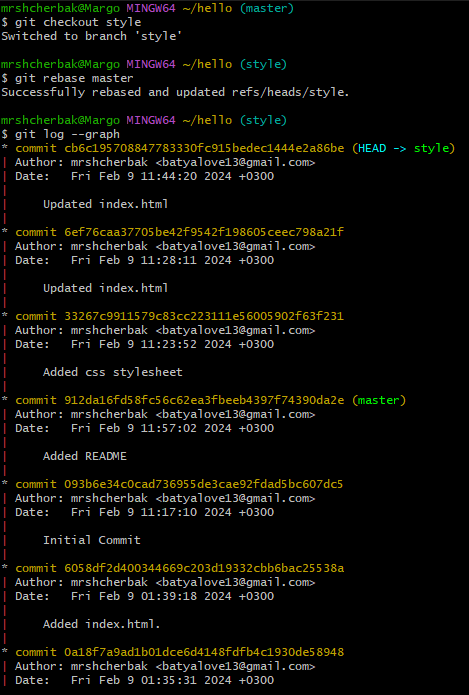 mrshcherbak@Margo MINGW64 ~/hello (master)
$ git checkout style
Switched to branch 'style'
mrshcherbak@Margo MINGW64 ~/hello (style)
$ git rebase master
Successfully rebased and updated refs/heads/style.
mrshcherbak@Margo MINGW64 ~/hello (style)
$ git log --graph
* commit cb6c195708847783330fc915bedec1444e2a86be (HEAD -> style)
| Author: mrshcherbak <batyalove13@gmail.com>
| Date:   Fri Feb 9 11:44:20 2024 +0300
|
|     Updated index.html
|
* commit 6ef76caa37705be42f9542f198605ceec798a21f
| Author: mrshcherbak <batyalove13@gmail.com>
| Date:   Fri Feb 9 11:28:11 2024 +0300
|
|     Updated index.html
|
* commit 33267c9911579c83cc223111e56005902f63f231
| Author: mrshcherbak <batyalove13@gmail.com>
| Date:   Fri Feb 9 11:23:52 2024 +0300
|
|     Added css stylesheet
|
* commit 912da16fd58fc56c62ea3fbeeb4397f74390da2e (master)
| Author: mrshcherbak <batyalove13@gmail.com>
| Date:   Fri Feb 9 11:57:02 2024 +0300
|
|     Added README
|
* commit 093b6e34c0cad736955de3cae92fdad5bc607dc5
| Author: mrshcherbak <batyalove13@gmail.com>
| Date:   Fri Feb 9 11:17:10 2024 +0300
|
|     Initial Commit
|
* commit 6058df2d400344669c203d19332cbb6bac25538a
| Author: mrshcherbak <batyalove13@gmail.com>
| Date:   Fri Feb 9 01:39:18 2024 +0300
|
|     Added index.html.
|
* commit 0a18f7a9ad1b01dce6d4148fdfb4c1930de58948
| Author: mrshcherbak <batyalove13@gmail.com>
| Date:   Fri Feb 9 01:35:31 2024 +0300